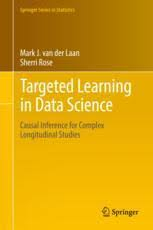 Springer Series in Statistics
Mark J. van der Laan
Sherri Rose
Targeted Learning
in Data Science
Causal Inference for Complex
Longitudinal Studies
Springer